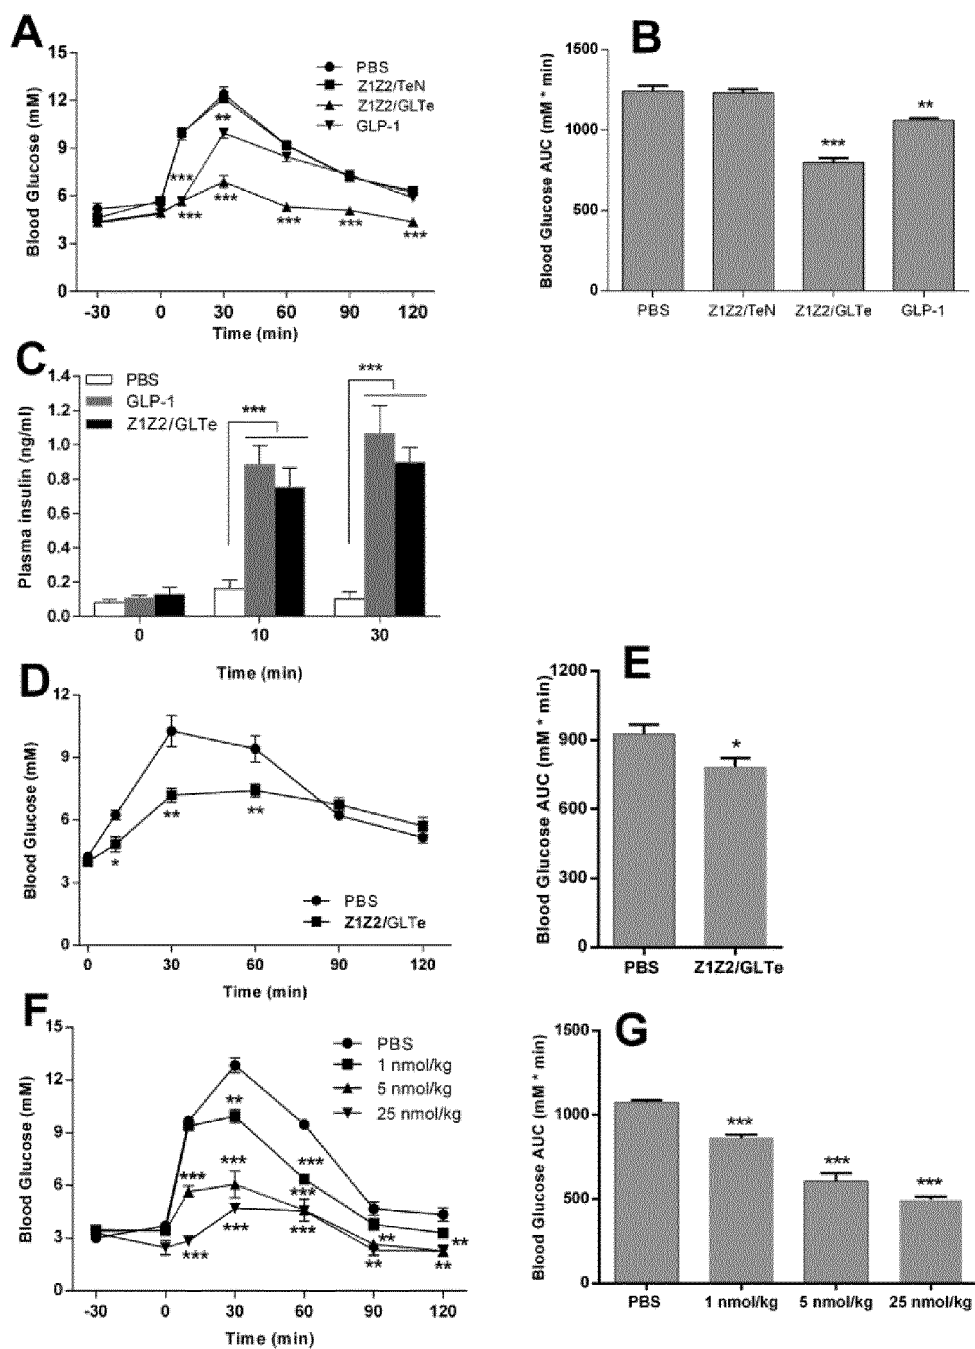 A
15
12
9
6
3
0
Blood Glucose (mM)
PBS
Z1Z2/TeN
Z1Z2/GLTe
GLP-1
**
***
***
***
***
***
***
-30 0 30 60 90 120
Time (min)
B
1500
1000
500
0
Blood Glucose AUC (mM * min)
***
**
PBS Z1Z2/TeN Z1Z2/GLTe GLP-1
C
1.4
1.2
1.0
0.8
0.6
0.4
0.2
0.0
Plasma insutin (ng/ml)
PBS
GLP-1
Z1Z2/GLTe
***
***
0 10 30
Time (min)
D
12
9
6
3
0
Blood Glucose (mM)
*
**
**
PBS
Z1Z2/GLTe
0 30 60 90 120
Time (min)
E
1200
900
600
300
0
Blood Glucose AUC (mM * min)
*
PBS Z1Z2/GLTe
F
15
12
9
6
3
0
Blood Glucose (mM)
PBS
1 nmol/kg
5 nmol/kg
25 nmol/kg
**
***
***
***
***
***
***
***
**
**
**
**
-30 0 30 60 90 120
Time (min)
G
1500
1000
500
0
Blood Glucose AUC (mM * min)
***
***
***
PBS 1 nmol/kg 5 nmol/kg 25 nmol/kg